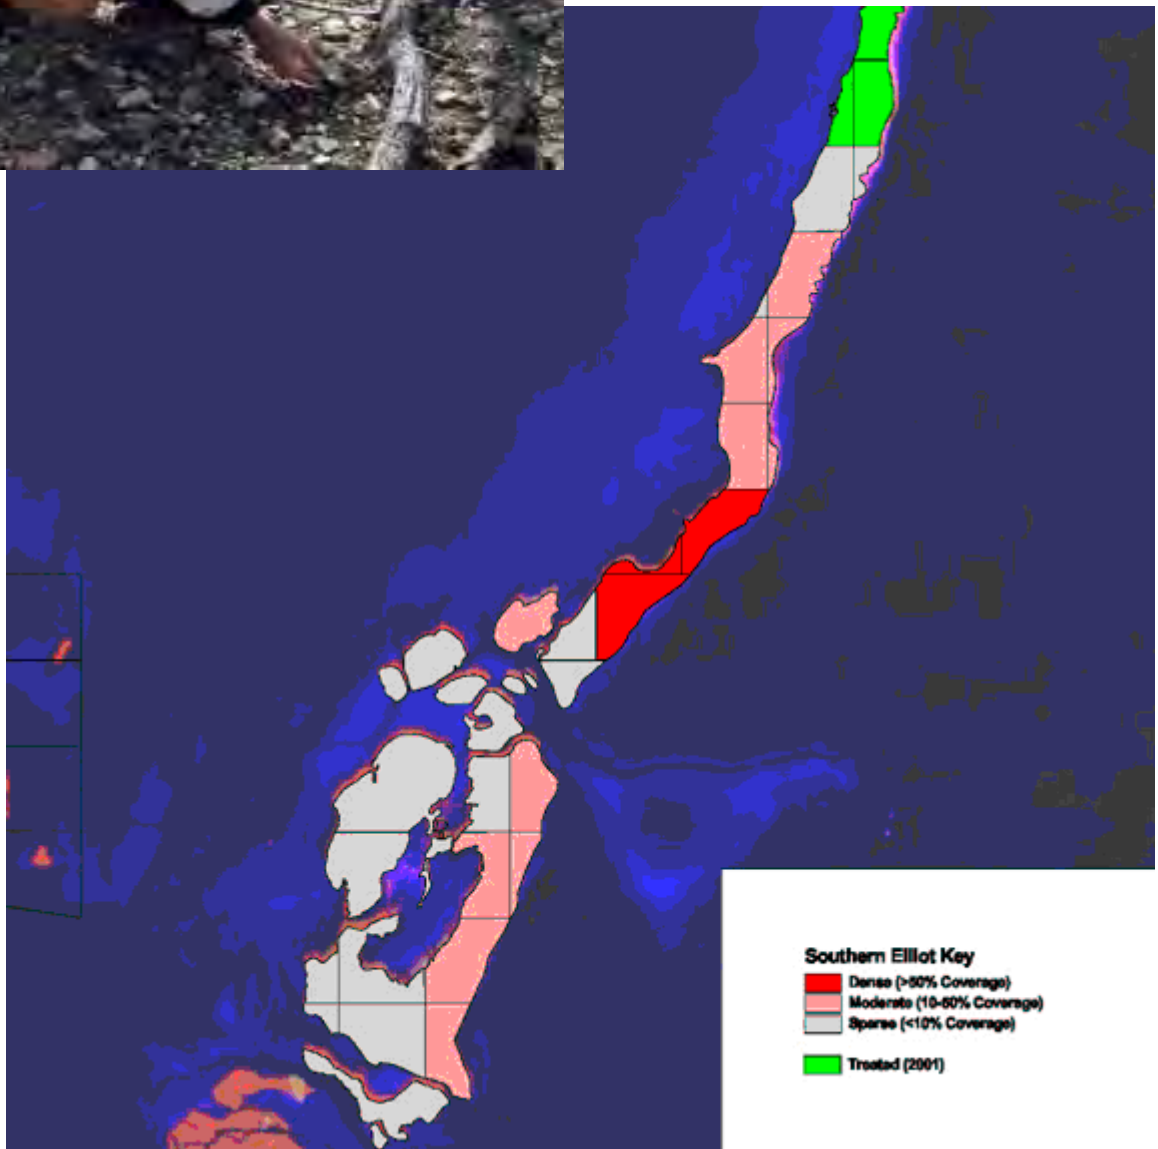 Southern Elliot Key
Dense (>50% Coverage)
Moderate (10-50% Coverage)
Sparse (<10% Coverage)
Treated (2001)